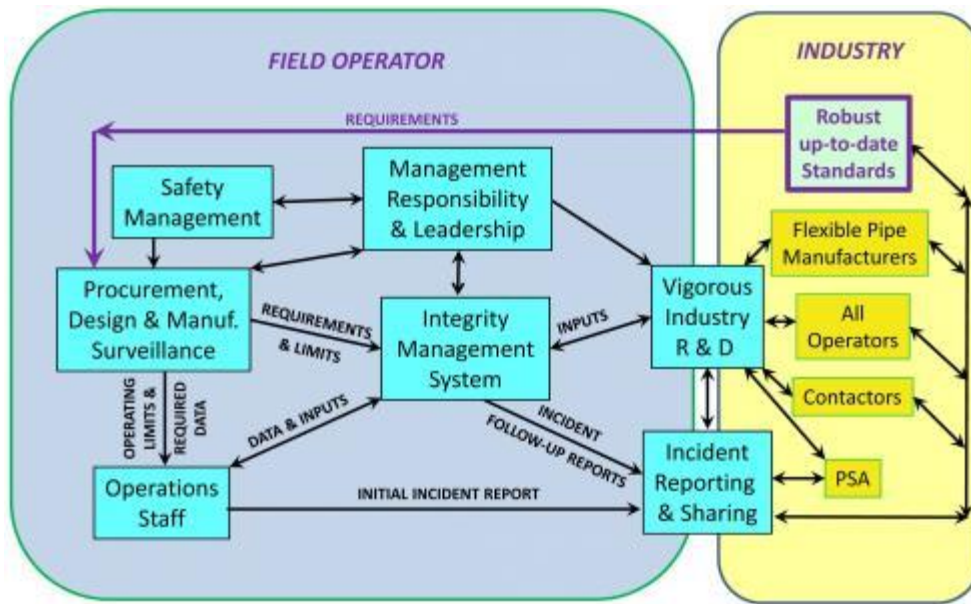 FIELD OPERATOR
INDUSTRY
REQUIREMENTS
Robust
up-to-date
Standards
Safety
Management
Management
Responsibility
& Leadership
Flexible Pipe
Manufacturers
Procurement,
Design & Manuf.
Surveillance
REQUIREMENTS
& LIMITS
Integrity
Management
System
INPUTS
Vigorous
Industry
R & D
All
Operators
Contactors
OPERATING
LIMITS &
REQUIRED
DATA
DATA & INPUTS
INCIDENT
FOLLOW-UP REPORTS
Operations
Staff
INITIAL INCIDENT REPORT
Incident
Reporting
& Sharing
PSA